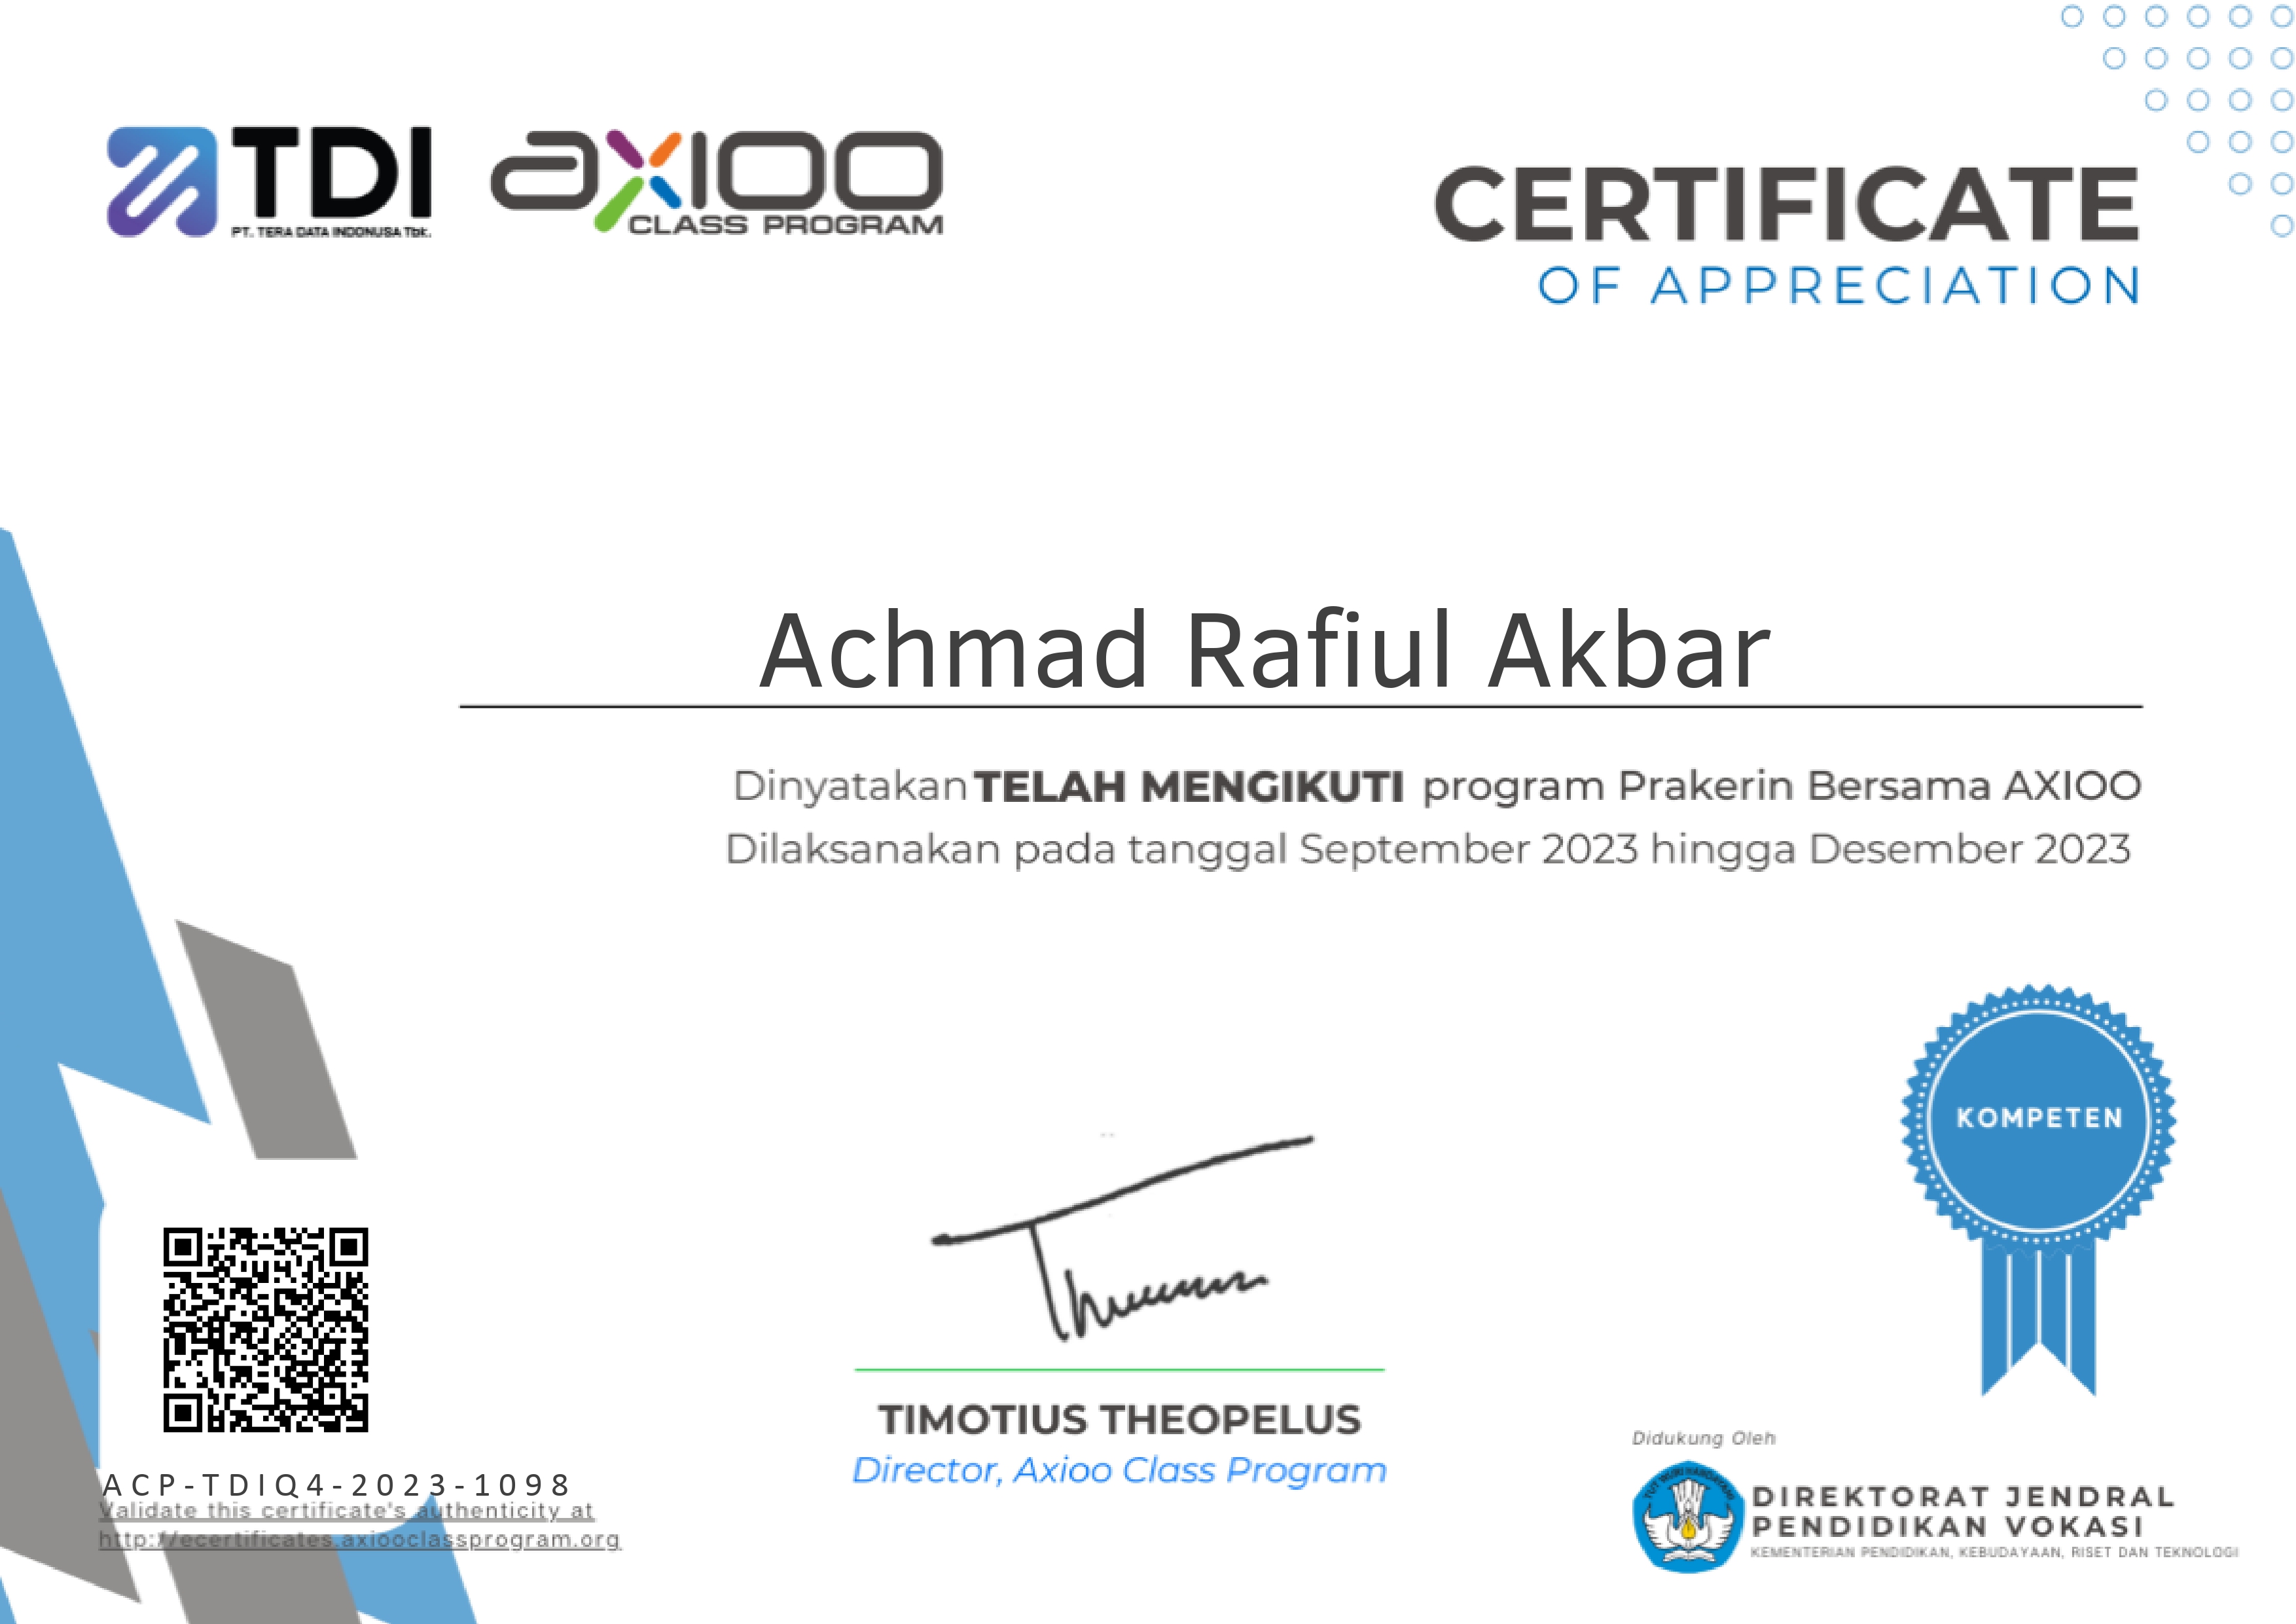 TDI
PT. TERA DATA INDONUSA Tbk.
axioo
CLASS PROGRAM
CERTIFICATE
OF APPRECIATION
Achmad Rafiul Akbar
Dinyatakan TELAH MENGIKUTI program Prakerin Bersama AXIOO
Dilaksanakan pada tanggal September 2023 hingga Desember 2023
KOMPETEN
TIMOTIUS THEOPELUS
Director, Axioo Class Program
ACP-TDIQ4-2023-1098
Validate this certificate's authenticity at
http://ecertificates.axiooclassprogram.org
Didukung Oleh
TUT WURI HANDAYANI
DIREKTORAT JENDRAL
PENDIDIKAN VOKASI
KEMENTERIAN PENDIDIKAN, KEBUDAYAAN, RISET DAN TEKNOLOGI